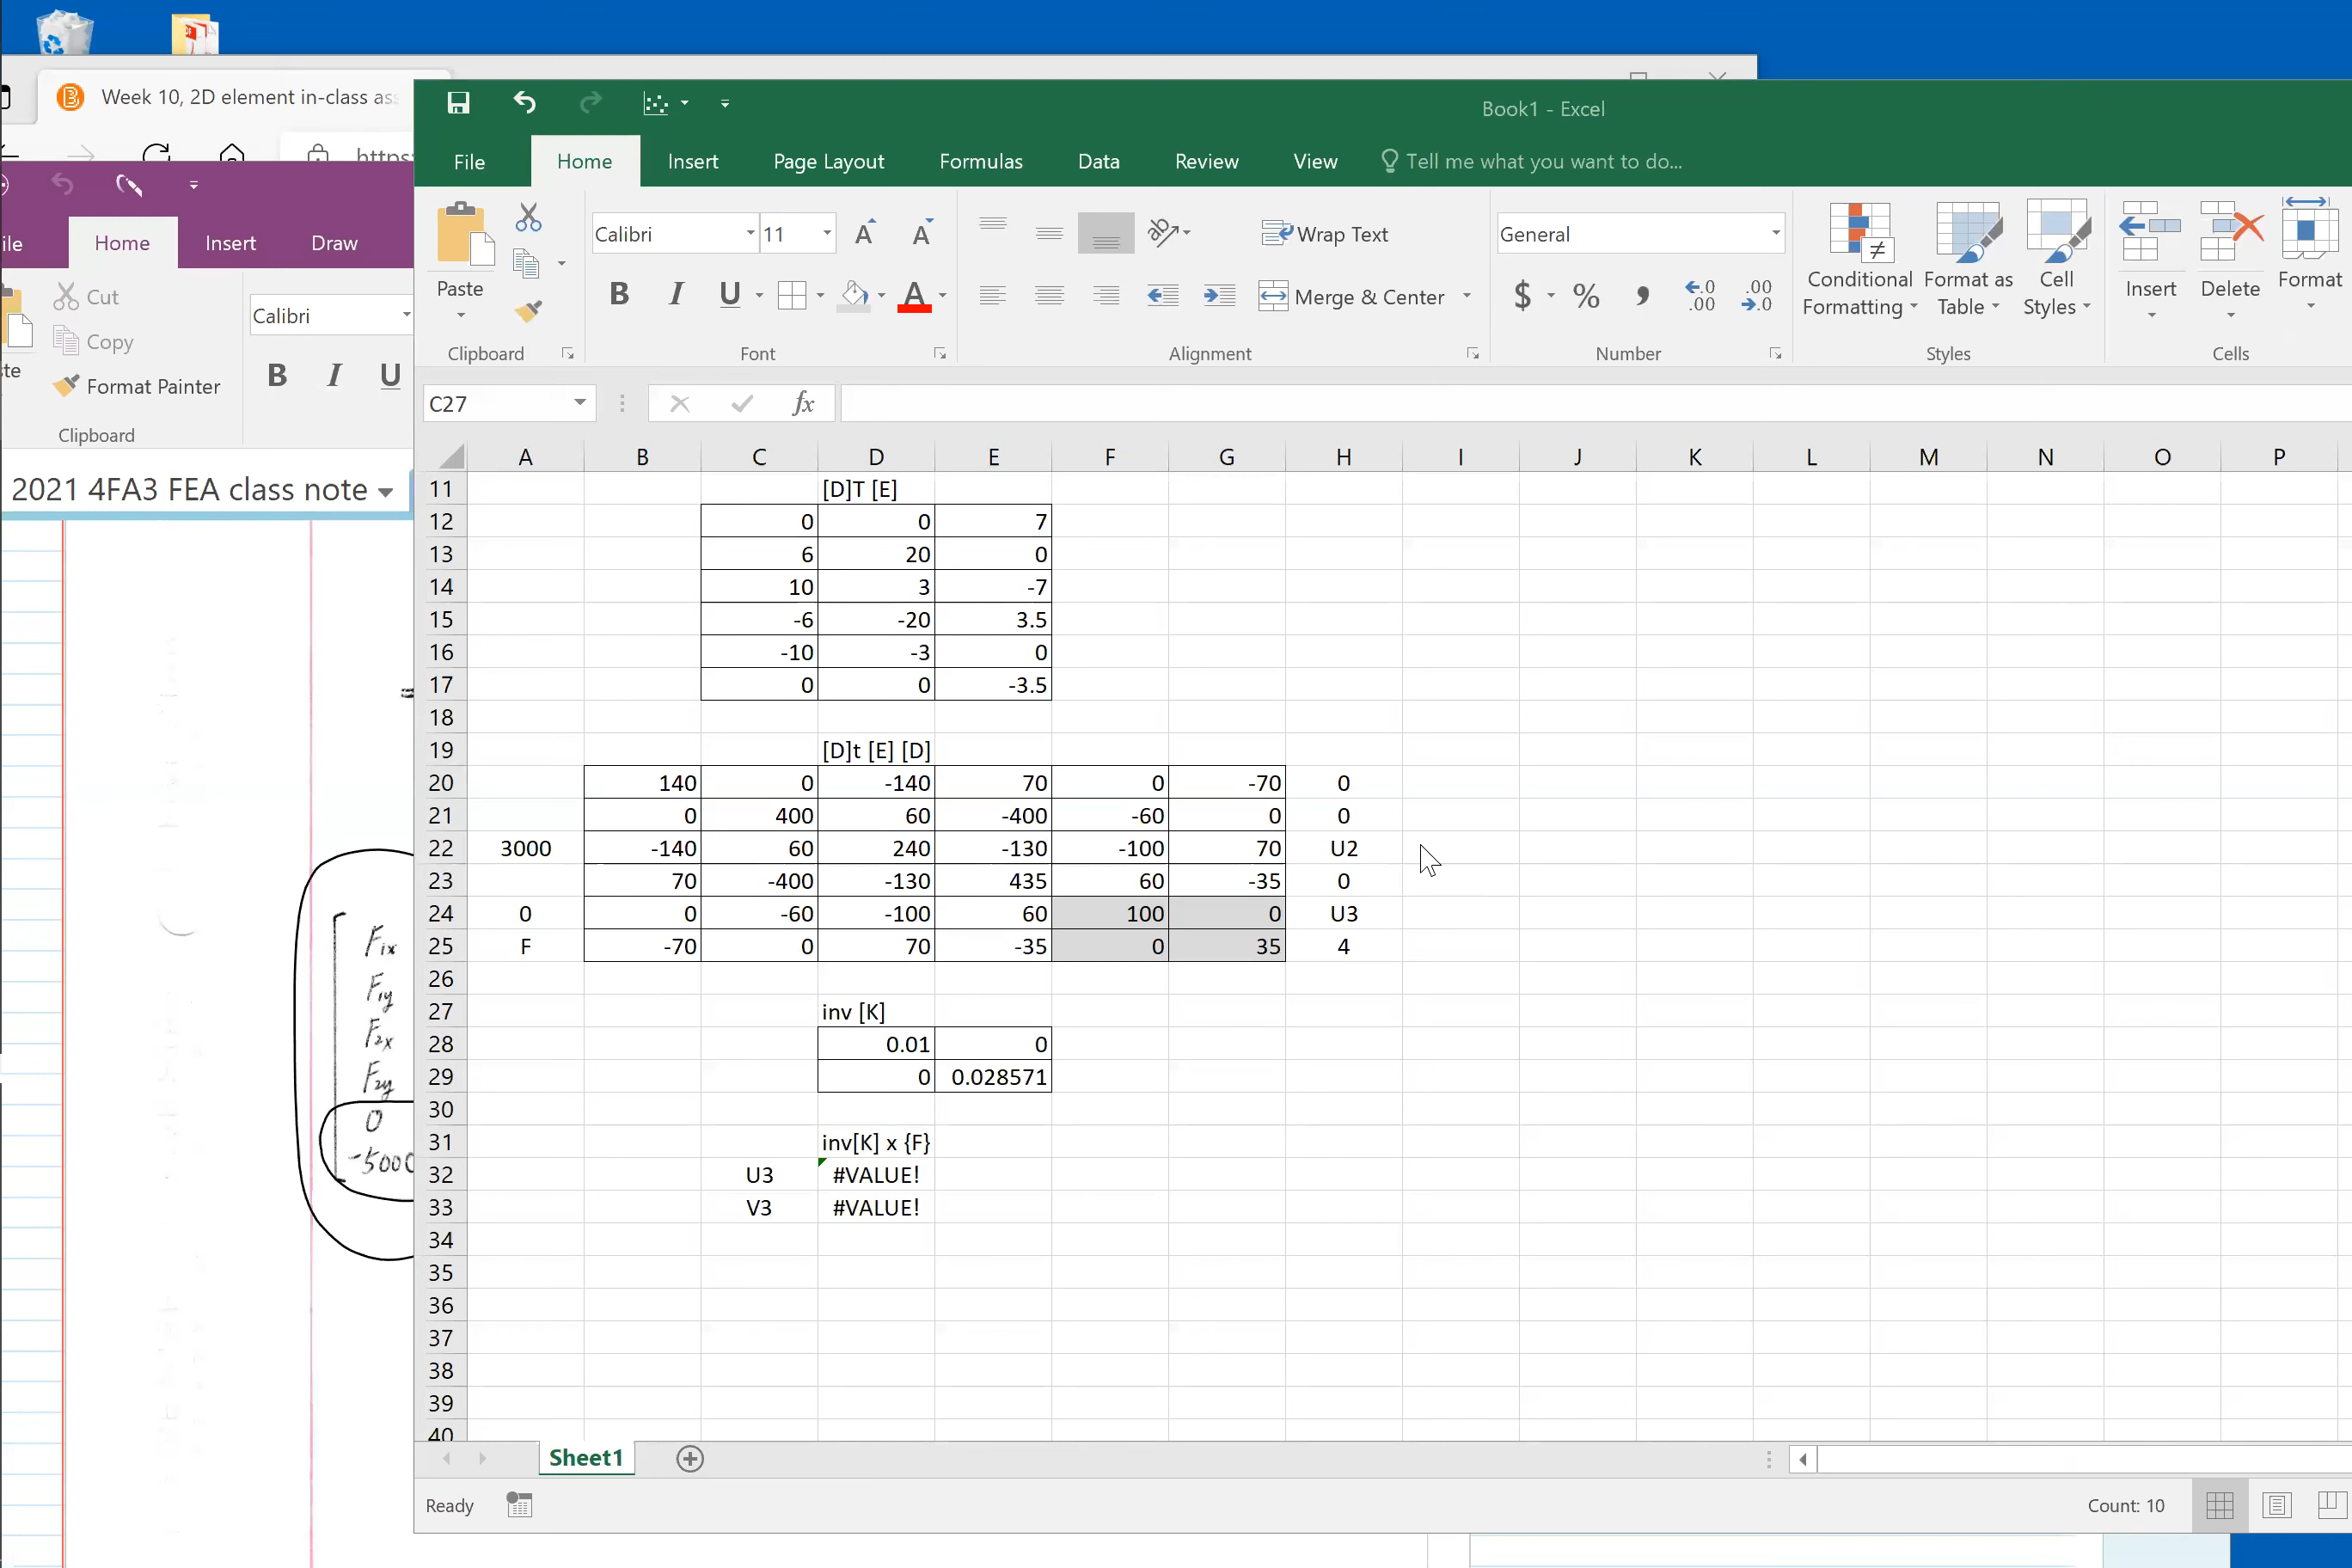 Week 10, 2D element in-class ass
https:
Book1 - Excel
File Home Insert Page Layout Formulas Data Review View Tell me what you want to do...
Calibri 11 Wrap Text General
Paste B I U Merge & Center $ % Conditional Formatting Format as Table Cell Styles Insert Delete Format
Clipboard Font Alignment Number Styles Cells
ile Home Insert Draw
Cut
Copy
Format Painter
Calibri
B I U
Clipboard
2021 4FA3 FEA class note
C27 fx
A B C D E F G H I J K L M N O P
11 [D]T [E]
12 0 0 7
13 6 20 0
14 10 3 -7
15 -6 -20 3.5
16 -10 -3 0
17 0 0 -3.5
18
19 [D]t [E] [D]
20 140 0 -140 70 0 -70 0
21 0 400 60 -400 -60 0 0
22 3000 -140 60 240 -130 -100 70 U2
23 70 -400 -130 435 60 -35 0
24 0 0 -60 -100 60 100 0 U3
25 F -70 0 70 -35 0 35 4
26
27 inv [K]
28 0.01 0
29 0 0.028571
30
31 inv[K] x {F}
32 U3 #VALUE!
33 V3 #VALUE!
34
35
36
37
38
39
40
F1x
F1y
F2x
F2y
0
-5000
Sheet1
Ready Count: 10